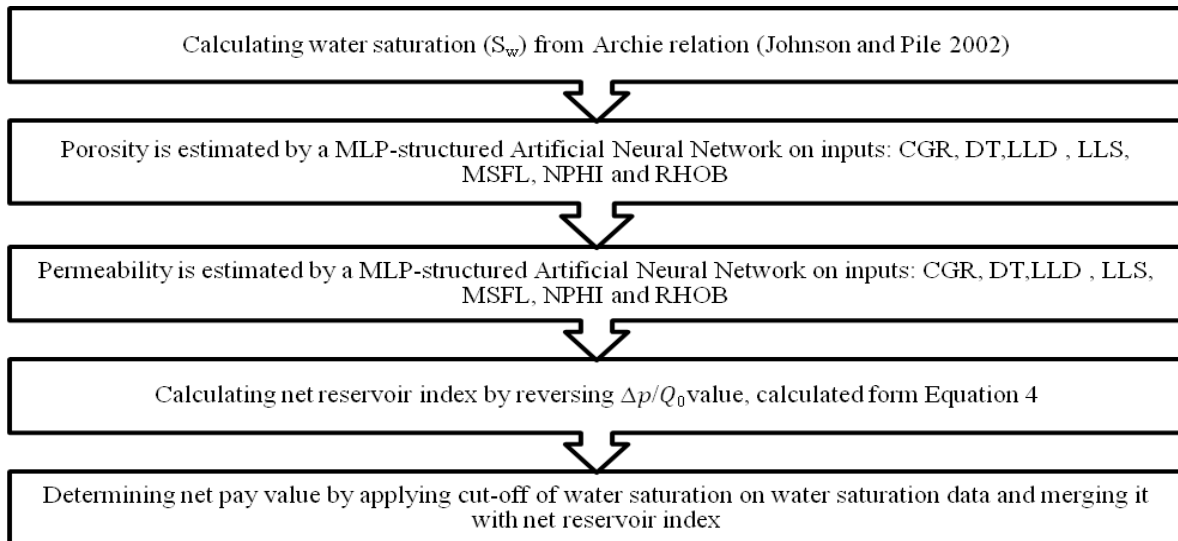 Calculating water saturation (Sw) from Archie relation (Johnson and Pile 2002)
Porosity is estimated by a MLP-structured Artificial Neural Network on inputs: CGR, DT,LLD , LLS,
MSFL, NPHI and RHOB
Permeability is estimated by a MLP-structured Artificial Neural Network on inputs: CGR, DT,LLD , LLS,
MSFL, NPHI and RHOB
Calculating net reservoir index by reversing Δp/Q0 value, calculated form Equation 4
Determining net pay value by applying cut-off of water saturation on water saturation data and merging it
with net reservoir index